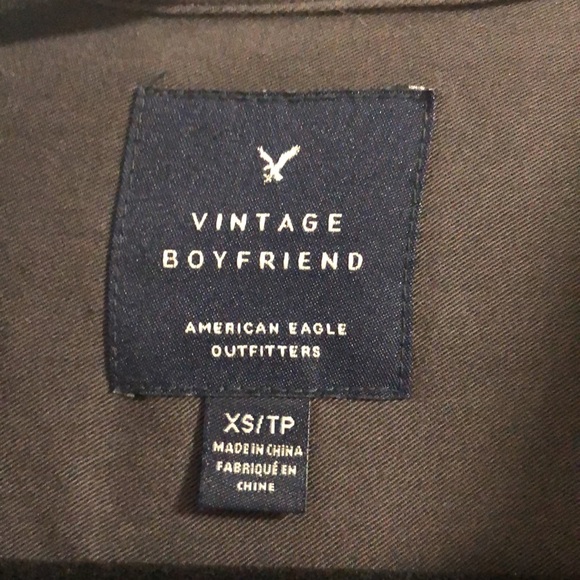 VINTAGE
BOYFRIEND
AMERICAN EAGLE
OUTFITTERS
XS/TP
MADE IN CHINA
FABRIQUÉ EN
CHINE